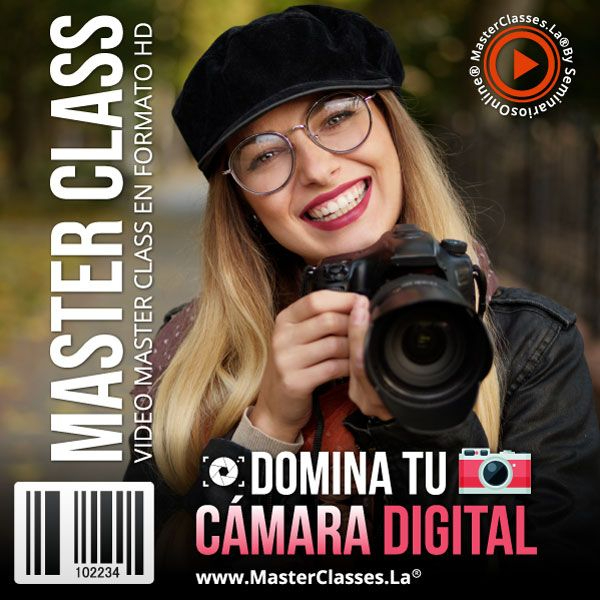 MASTER CLASS
VIDEO MASTER CLASS EN FORMATO HD
MasterClasses.La®By SeminariosOnline®
DOMINA TU
CÁMARA DIGITAL
102234
www.MasterClasses.La®